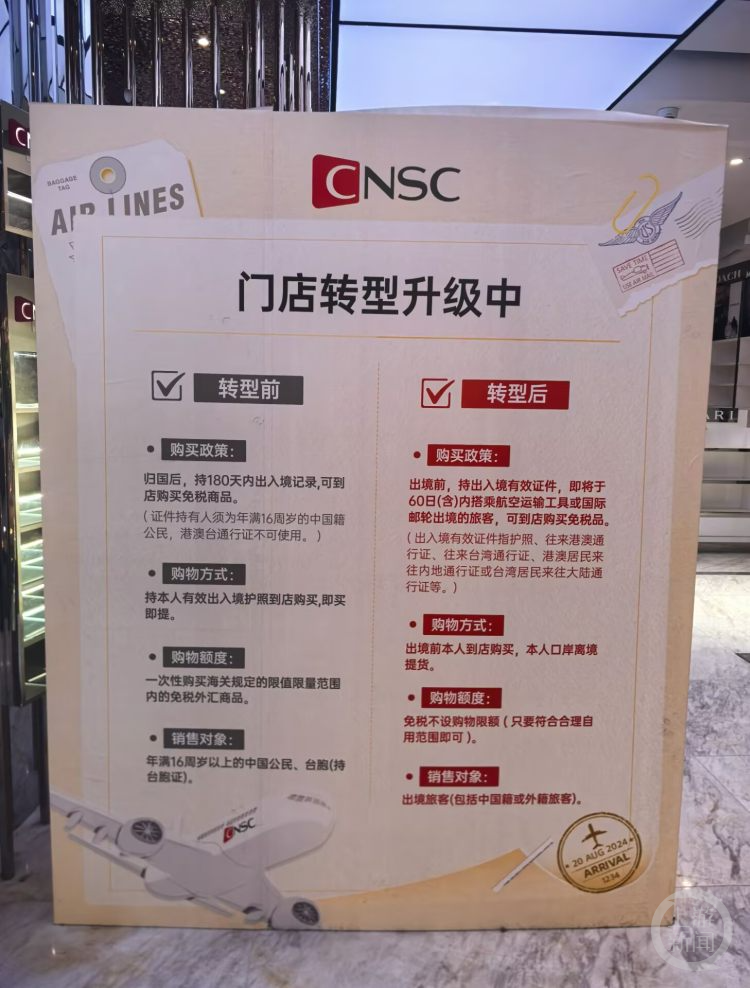 CNSC
BAGGAGE
TAG
AIR LINES
SAVE TIME
USE AIR MAIL
门店转型升级中
转型前
购买政策：
归国后，持180天内出入境记录,可到
店购买免税商品。
（证件持有人须为年满16周岁的中国籍
公民，港澳台通行证不可使用。）
购物方式：
持本人有效出入境护照到店购买,即买
即提。
购物额度：
一次性购买海关规定的限值限量范围
内的免税外汇商品。
销售对象：
年满16周岁以上的中国公民、台胞(持
台胞证)。
转型后
购买政策：
出境前，持出入境有效证件，即将于
60日(含)内搭乘航空运输工具或国际
邮轮出境的旅客，可到店购买免税品。
（出入境有效证件指护照、往来港澳通
行证、往来台湾通行证、港澳居民来
往内地通行证或台湾居民来往大陆通
行证等。）
购物方式：
出境前本人到店购买，本人口岸离境
提货。
购物额度：
免税不设购物限额（只要符合合理自
用范围即可）。
销售对象：
出境旅客(包括中国籍或外籍旅客)。
CNSC
20 AUG 2024
ARRIVAL
1234